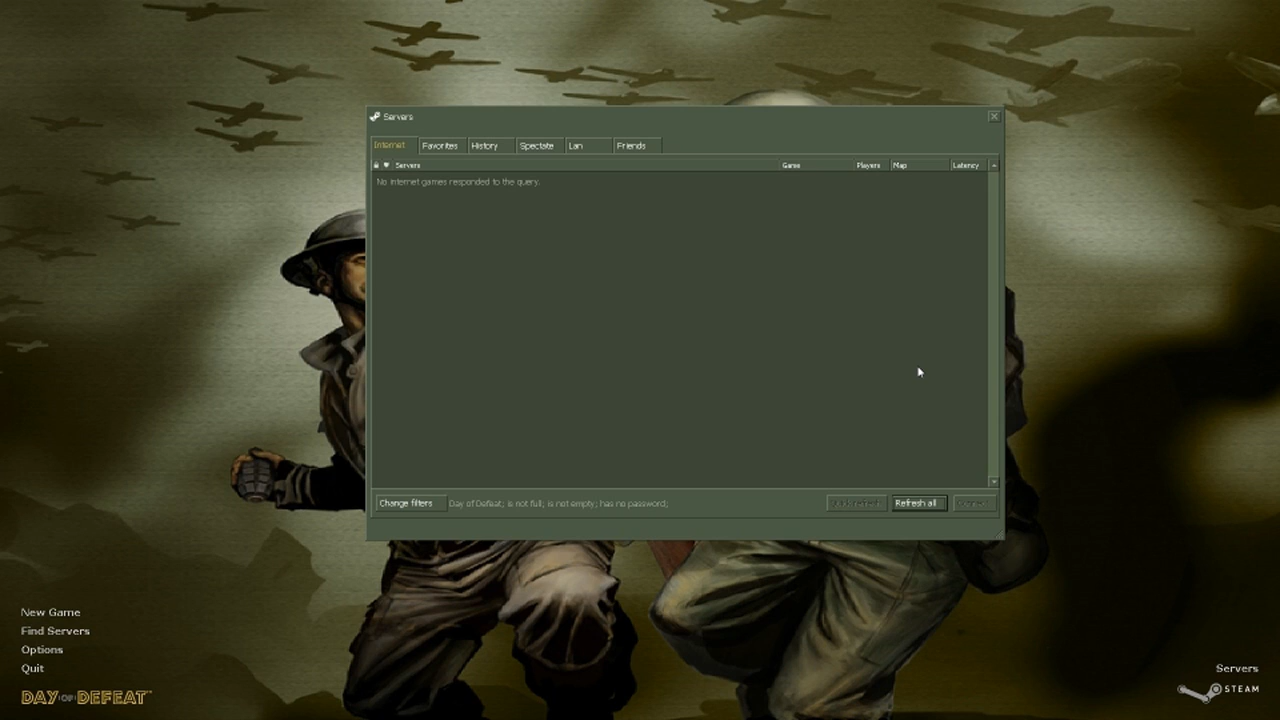 Servers
Internet Favorites History Spectate Lan Friends
Servers Game Players Map Latency
No internet games responded to the query.
Change filters Day of Defeat; is not full; is not empty; has no password; Refresh all
New Game
Find Servers
Options
Quit
DAY OF DEFEAT
Servers
STEAM